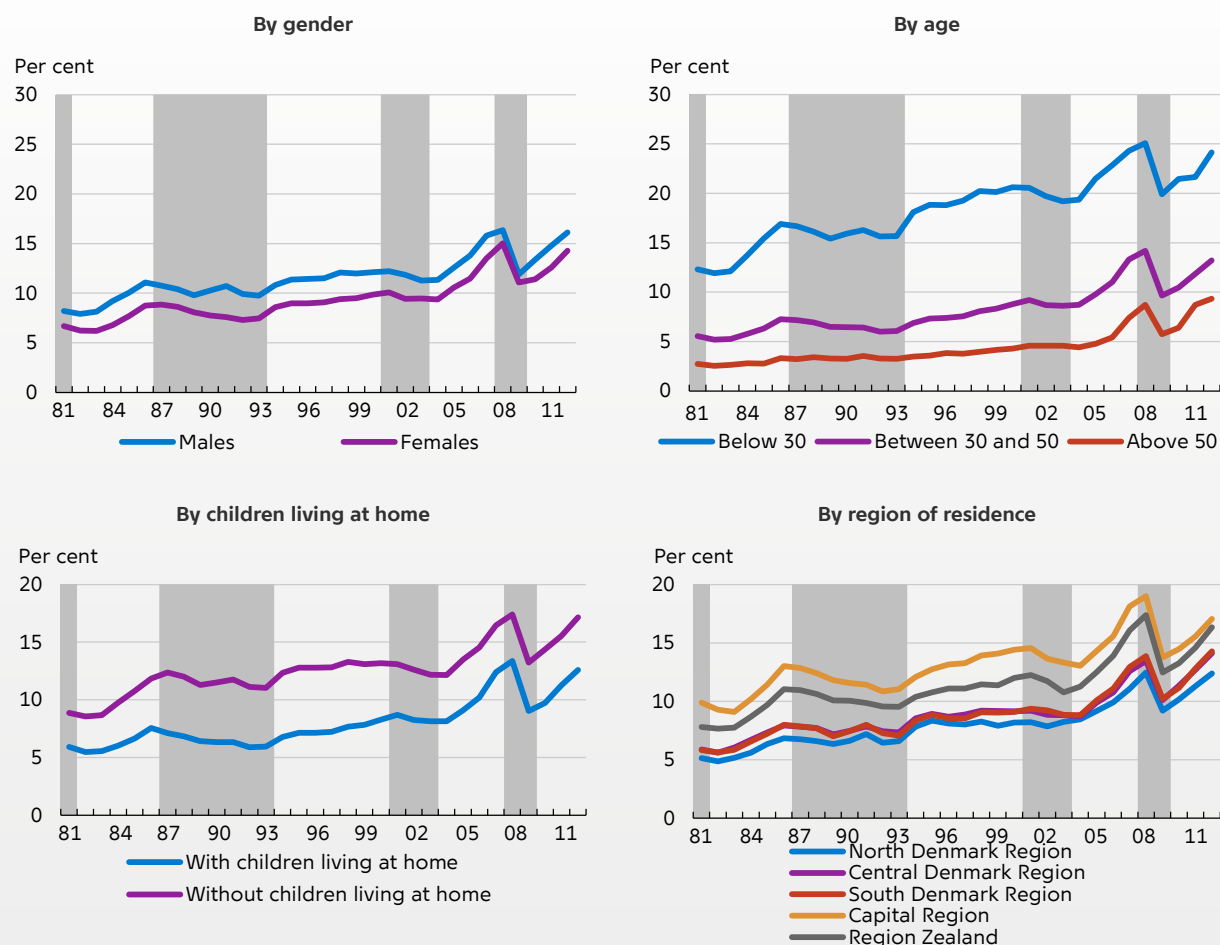 By gender
Per cent
30
25
20
15
10
5
0
81 84 87 90 93 96 99 02 05 08 11
Males Females
By age
Per cent
30
25
20
15
10
5
0
81 84 87 90 93 96 99 02 05 08 11
Below 30 Between 30 and 50 Above 50
By children living at home
Per cent
20
15
10
5
0
81 84 87 90 93 96 99 02 05 08 11
With children living at home
Without children living at home
By region of residence
Per cent
20
15
10
5
0
81 84 87 90 93 96 99 02 05 08 11
North Denmark Region
Central Denmark Region
South Denmark Region
Capital Region
Region Zealand